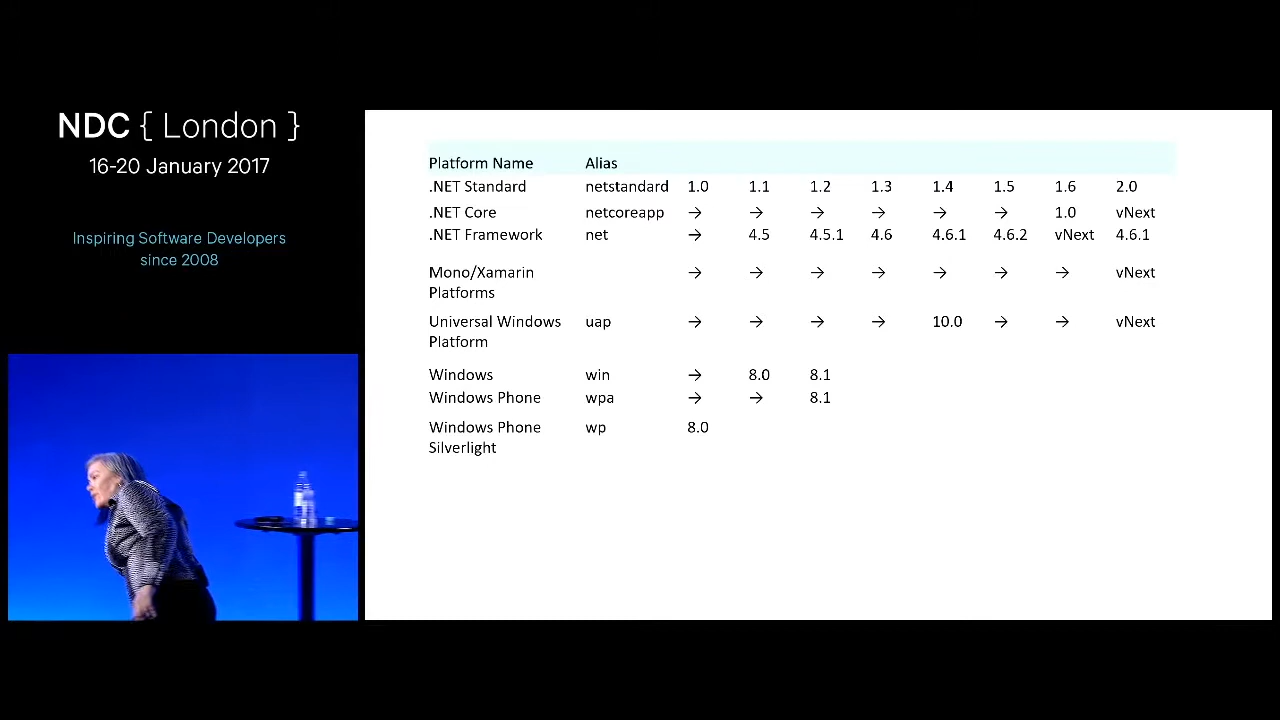 NDC { London }
16-20 January 2017
Inspiring Software Developers
since 2008
Platform Name Alias
.NET Standard netstandard 1.0 1.1 1.2 1.3 1.4 1.5 1.6 2.0
.NET Core netcoreapp → → → → → → 1.0 vNext
.NET Framework net → 4.5 4.5.1 4.6 4.6.1 4.6.2 vNext 4.6.1
Mono/Xamarin → → → → → → → vNext
Platforms
Universal Windows uap → → → → 10.0 → → vNext
Platform
Windows win → 8.0 8.1
Windows Phone wpa → → 8.1
Windows Phone wp 8.0
Silverlight